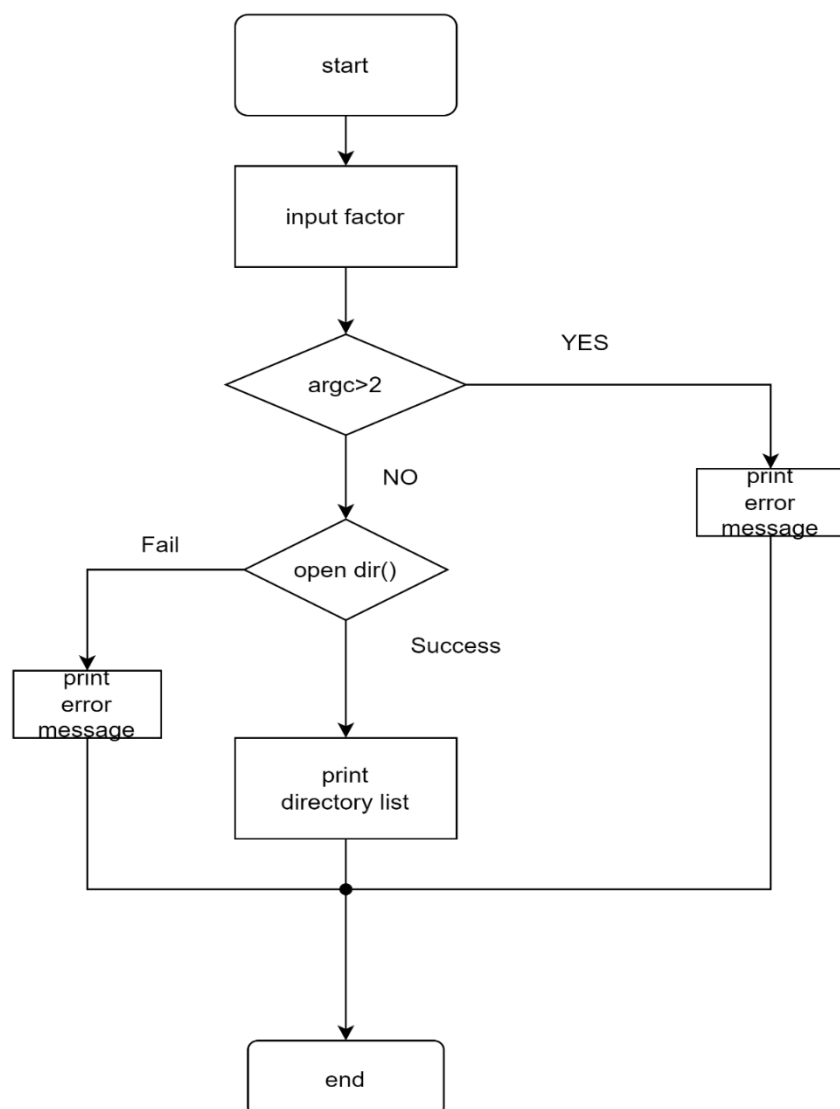 start
input factor
YES
argc>2
NO
print
error
message
Fail
open dir()
Success
print
error
message
print
directory list
end